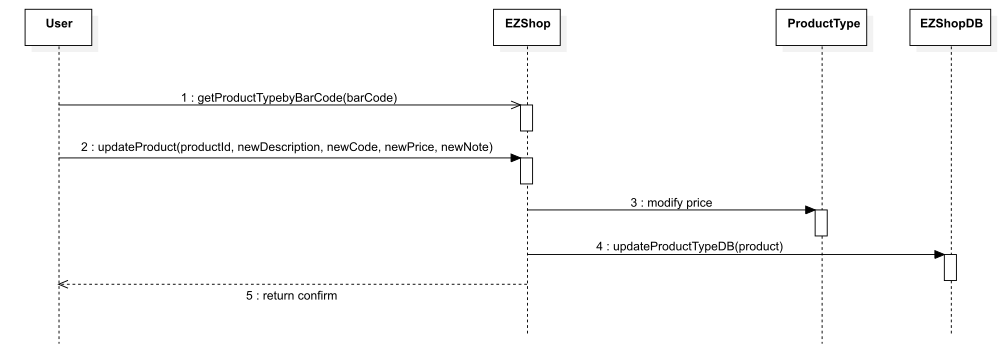 User
EZShop
ProductType
EZShopDB
1 : getProductTypebyBarCode(barCode)
2 : updateProduct(productId, newDescription, newCode, newPrice, newNote)
3 : modify price
4 : updateProductTypeDB(product)
5 : return confirm